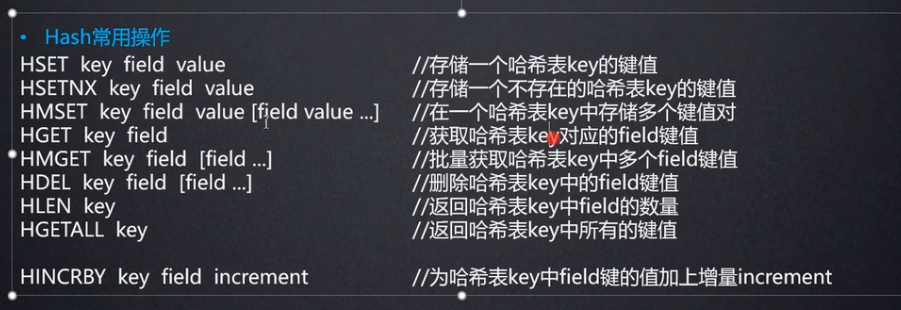 • Hash常用操作
HSET key field value //存储一个哈希表key的键值
HSETNX key field value //存储一个不存在的哈希表key的键值
HMSET key field value [field value ...] //在一个哈希表key中存储多个键值对
HGET key field //获取哈希表key对应的field键值
HMGET key field [field ...] //批量获取哈希表key中多个field键值
HDEL key field [field ...] //删除哈希表key中的field键值
HLEN key //返回哈希表key中field的数量
HGETALL key //返回哈希表key中所有的键值
HINCRBY key field increment //为哈希表key中field键的值加上增量increment